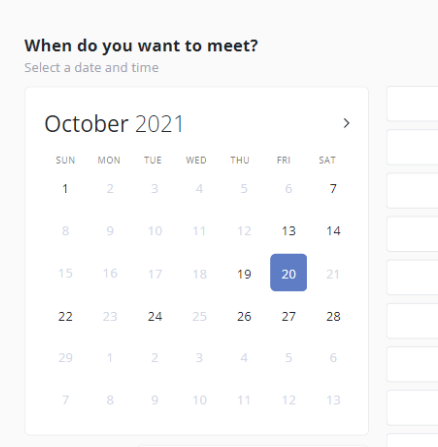 When do you want to meet?
Select a date and time
October 2021 >
SUN MON TUE WED THU FRI SAT
1 2 3 4 5 6 7
8 9 10 11 12 13 14
15 16 17 18 19 20 21
22 23 24 25 26 27 28
29 1 2 3 4 5 6
7 8 9 10 11 12 13